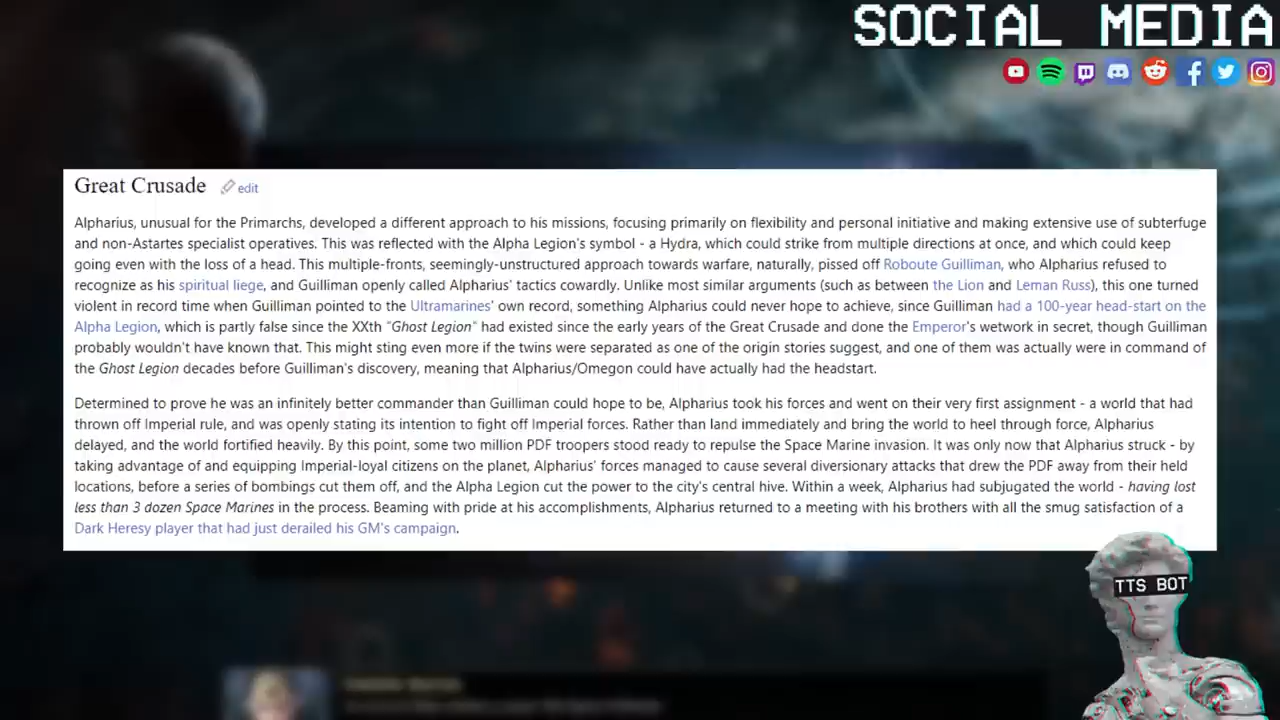 SOCIAL MEDIA
Great Crusade edit
Alpharius, unusual for the Primarchs, developed a different approach to his missions, focusing primarily on flexibility and personal initiative and making extensive use of subterfuge
and non-Astartes specialist operatives. This was reflected with the Alpha Legion's symbol - a Hydra, which could strike from multiple directions at once, and which could keep
going even with the loss of a head. This multiple-fronts, seemingly-unstructured approach towards warfare, naturally, pissed off Roboute Guilliman, who Alpharius refused to
recognize as his spiritual liege, and Guilliman openly called Alpharius' tactics cowardly. Unlike most similar arguments (such as between the Lion and Leman Russ), this one turned
violent in record time when Guilliman pointed to the Ultramarines' own record, something Alpharius could never hope to achieve, since Guilliman had a 100-year head-start on the
Alpha Legion, which is partly false since the XXth "Ghost Legion" had existed since the early years of the Great Crusade and done the Emperor's wetwork in secret, though Guilliman
probably wouldn't have known that. This might sting even more if the twins were separated as one of the origin stories suggest, and one of them was actually were in command of
the Ghost Legion decades before Guilliman's discovery, meaning that Alpharius/Omegon could have actually had the headstart.
Determined to prove he was an infinitely better commander than Guilliman could hope to be, Alpharius took his forces and went on their very first assignment - a world that had
thrown off Imperial rule, and was openly stating its intention to fight off Imperial forces. Rather than land immediately and bring the world to heel through force, Alpharius
delayed, and the world fortified heavily. By this point, some two million PDF troopers stood ready to repulse the Space Marine invasion. It was only now that Alpharius struck - by
taking advantage of and equipping Imperial-loyal citizens on the planet, Alpharius' forces managed to cause several diversionary attacks that drew the PDF away from their held
locations, before a series of bombings cut them off, and the Alpha Legion cut the power to the city's central hive. Within a week, Alpharius had subjugated the world - having lost
less than 3 dozen Space Marines in the process. Beaming with pride at his accomplishments, Alpharius returned to a meeting with his brothers with all the smug satisfaction of a
Dark Heresy player that had just derailed his GM's campaign.
TTS BOT